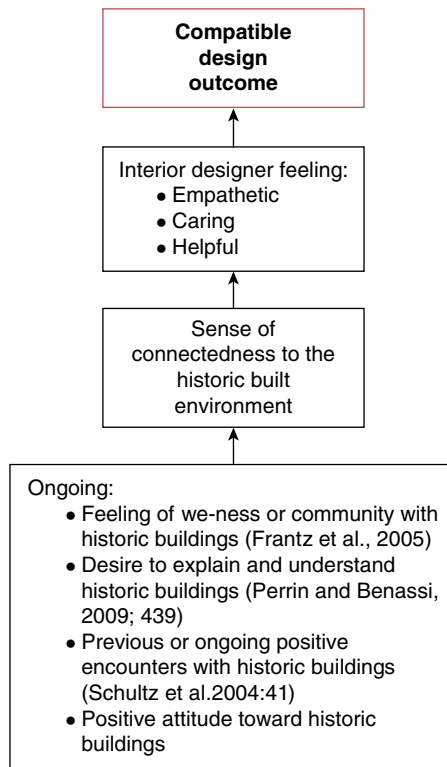 Compatible
design
outcome
Interior designer feeling:
• Empathetic
• Caring
• Helpful
Sense of
connectedness to the
historic built
environment
Ongoing:
• Feeling of we-ness or community with
historic buildings (Frantz et al., 2005)
• Desire to explain and understand
historic buildings (Perrin and Benassi,
2009; 439)
• Previous or ongoing positive
encounters with historic buildings
(Schultz et al.2004:41)
• Positive attitude toward historic
buildings